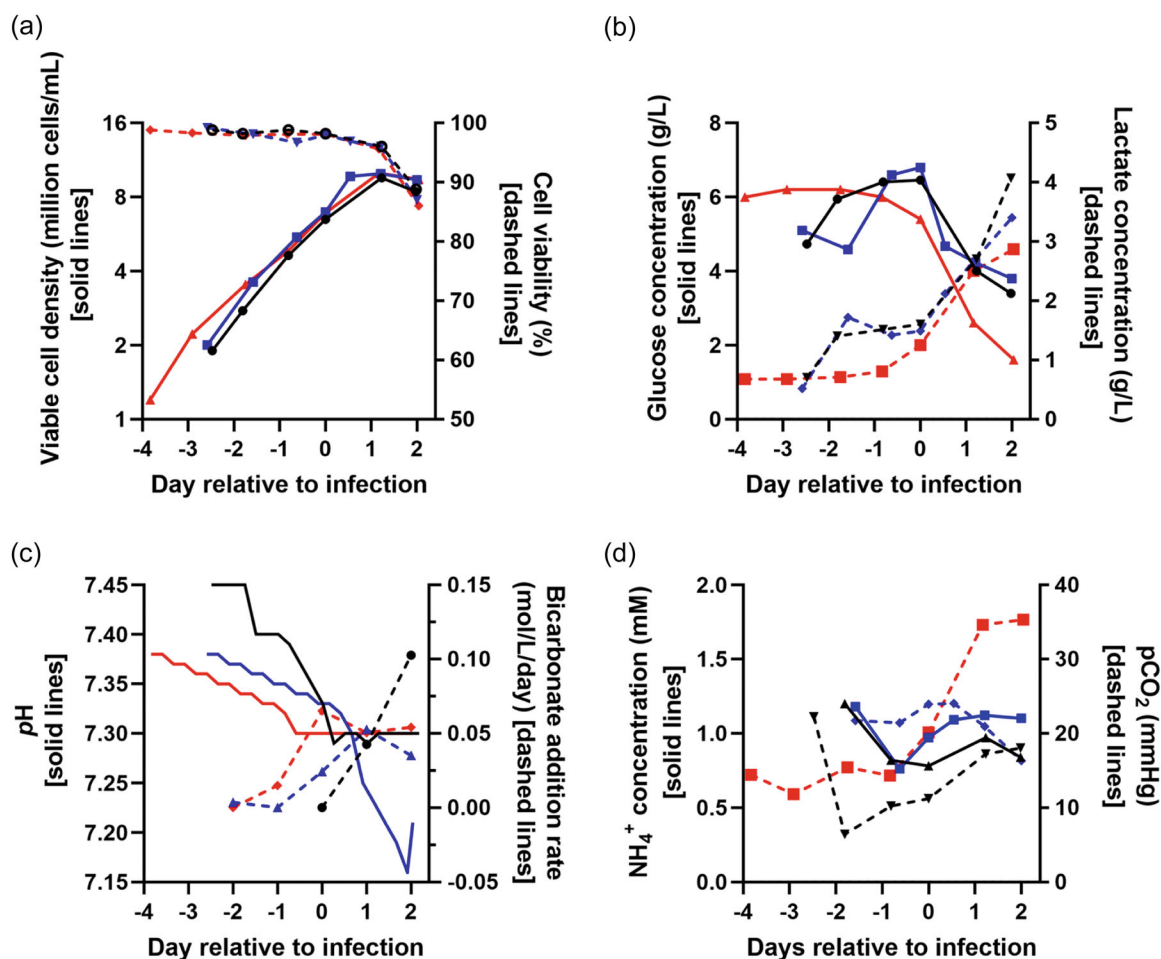 (a)
Viable cell density (million cells/mL)
[solid lines]
16
8
4
2
1
100
90
80
70
60
50
Cell viability (%)
[dashed lines]
-4 -3 -2 -1 0 1 2
Day relative to infection
(b)
Glucose concentration (g/L)
[solid lines]
8
6
4
2
0
5
4
3
2
1
0
Lactate concentration (g/L)
[dashed lines]
-4 -3 -2 -1 0 1 2
Day relative to infection
(c)
pH
[solid lines]
7.45
7.40
7.35
7.30
7.25
7.20
7.15
0.15
0.10
0.05
0.00
-0.05
Bicarbonate addition rate
(mol/L/day) [dashed lines]
-4 -3 -2 -1 0 1 2
Day relative to infection
(d)
NH₄⁺ concentration (mM)
[solid lines]
2.0
1.5
1.0
0.5
0.0
40
30
20
10
0
pCO₂ (mmHg)
[dashed lines]
-4 -3 -2 -1 0 1 2
Days relative to infection